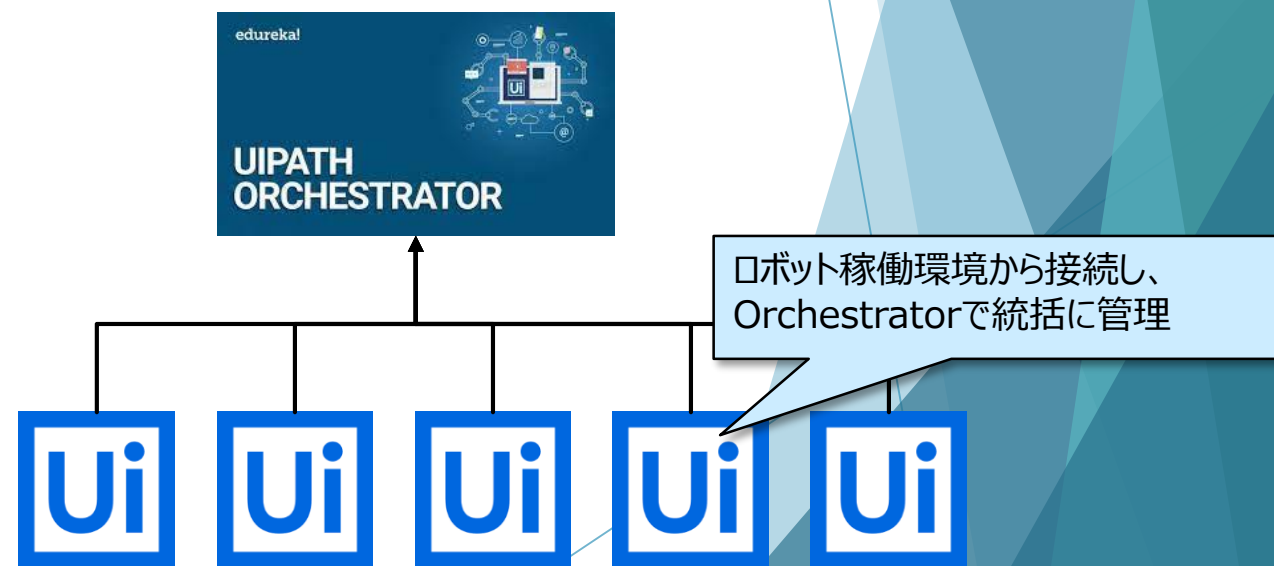 edureka!
Ui
UIPATH
ORCHESTRATOR
ロボット稼働環境から接続し、
Orchestratorで統括に管理
Ui
Ui
Ui
Ui
Ui